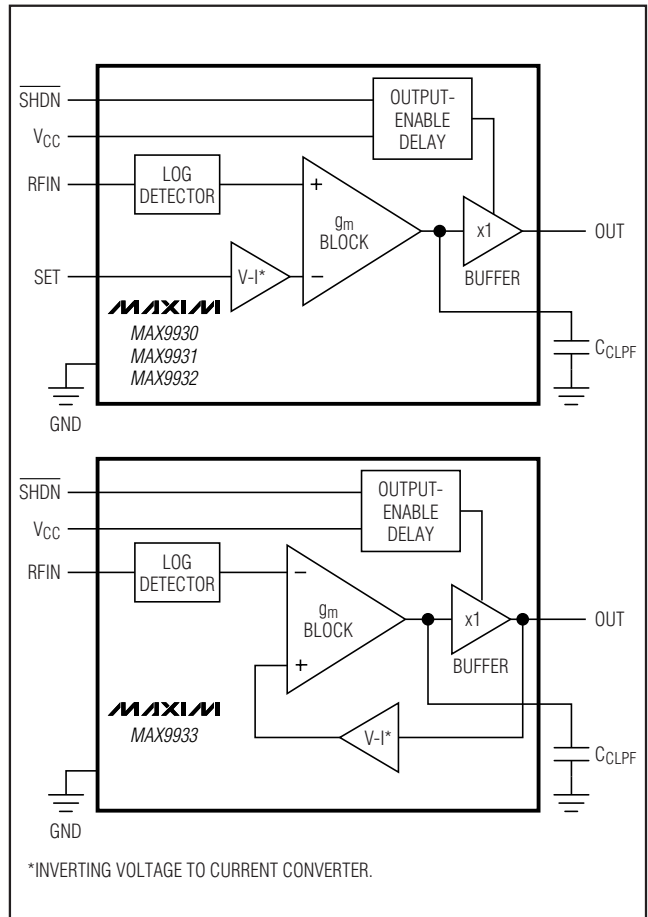 SHDN
VCC
RFIN
SET
GND
LOG
DETECTOR
V-I*
+
−
gm
BLOCK
OUTPUT-
ENABLE
DELAY
x1
BUFFER
OUT
CCLPF
MAXIM
MAX9930
MAX9931
MAX9932
SHDN
VCC
RFIN
GND
LOG
DETECTOR
−
+
gm
BLOCK
OUTPUT-
ENABLE
DELAY
x1
BUFFER
OUT
V-I*
CCLPF
MAXIM
MAX9933
*INVERTING VOLTAGE TO CURRENT CONVERTER.